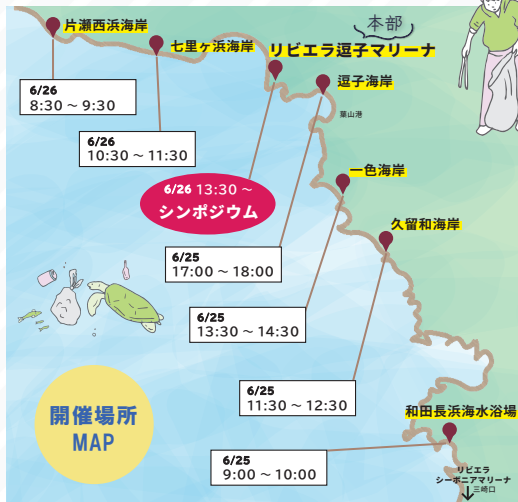 本部
片瀬西浜海岸
七里ヶ浜海岸
リビエラ逗子マリーナ
逗子海岸
葉山港
6/26
8:30 ～ 9:30
6/26
10:30 ～ 11:30
6/26 13:30 ～
シンポジウム
一色海岸
久留和海岸
6/25
17:00 ～ 18:00
6/25
13:30 ～ 14:30
6/25
11:30 ～ 12:30
開催場所
MAP
和田長浜海水浴場
6/25
9:00 ～ 10:00
リビエラ
シーボニアマリーナ
三崎口